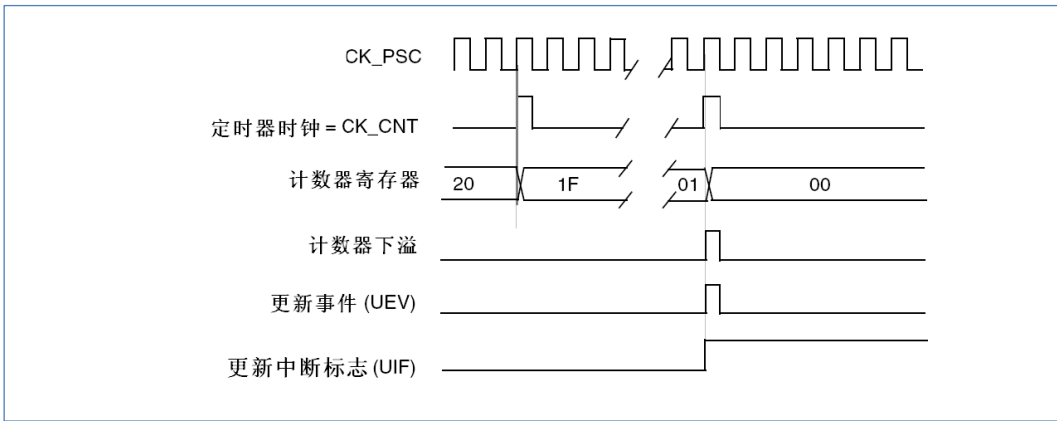 CK_PSC
定时器时钟 = CK_CNT
计数器寄存器 20 1F 01 00
计数器下溢
更新事件 (UEV)
更新中断标志 (UIF)